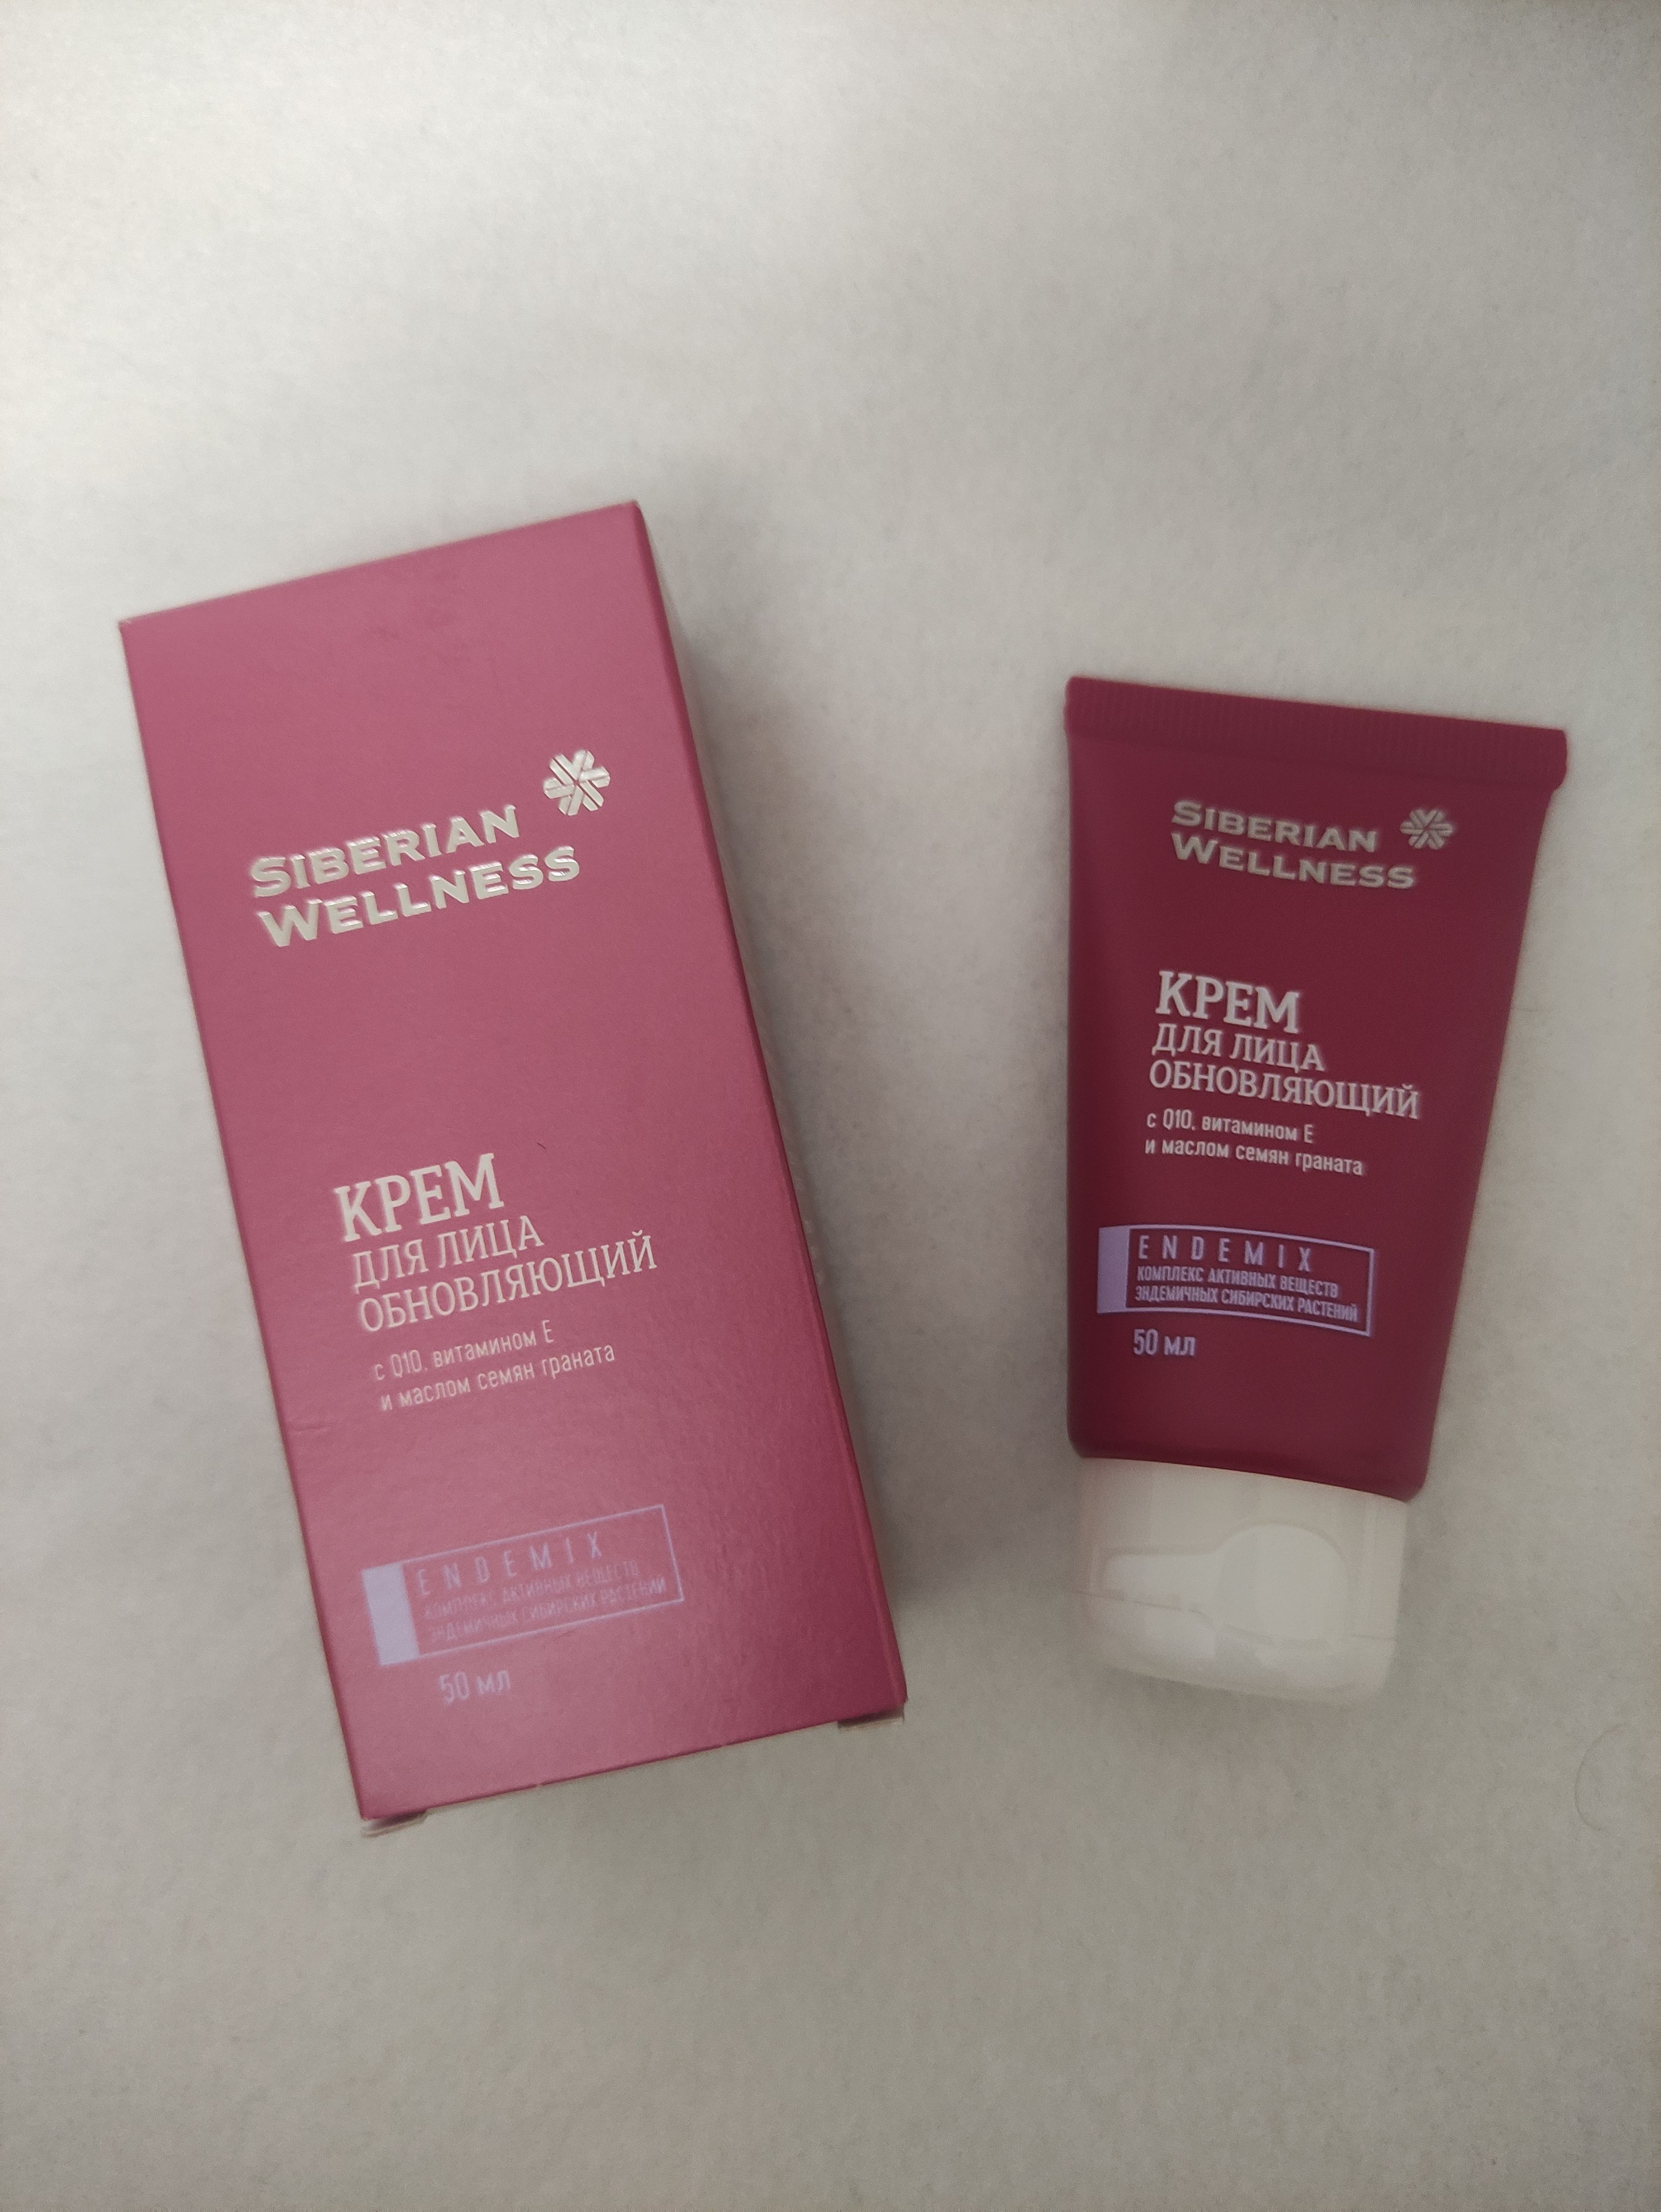 SIBERIAN
WELLNESS
КРЕМ
ДЛЯ ЛИЦА
ОБНОВЛЯЮЩИЙ
с Q10, витамином Е
и маслом семян граната
ENDEMIX
КОМПЛЕКС АКТИВНЫХ ВЕЩЕСТВ
ЭНДЕМИЧНЫХ СИБИРСКИХ РАСТЕНИЙ
50 мл
SIBERIAN
WELLNESS
КРЕМ
ДЛЯ ЛИЦА
ОБНОВЛЯЮЩИЙ
с Q10, витамином Е
и маслом семян граната
ENDEMIX
КОМПЛЕКС АКТИВНЫХ ВЕЩЕСТВ
ЭНДЕМИЧНЫХ СИБИРСКИХ РАСТЕНИЙ
50 мл